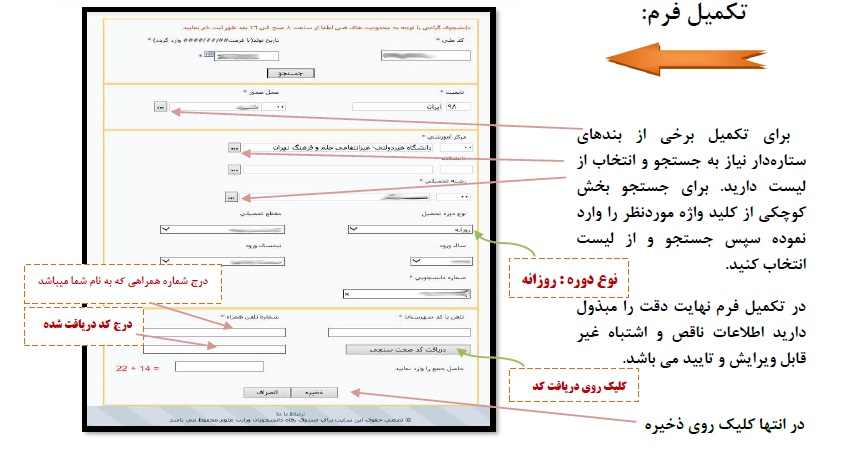 تکمیل فرم:
برای تکمیل برخی از بندهای
ستاره‌دار نیاز به جستجو و انتخاب از
لیست دارید. برای جستجو بخش
کوچکی از کلید واژه موردنظر را وارد
نموده سپس جستجو و از لیست
انتخاب کنید.
در تکمیل فرم نهایت دقت را مبذول
دارید اطلاعات ناقص و اشتباه غیر
قابل ویرایش و تایید می باشد.
در انتها کلیک روی ذخیره
دانشجوی گرامی با توجه به محدودیت های فنی لطفا از ساعت ۸ صبح الی ۱۶ بعد ظهر ثبت نام نمایید.
کد ملی * تاریخ تولد(با فرمت##/##/#### وارد گردد) *
جستجو
تابعیت * محل صدور *
۹۸ ایران ۰۰ ...
مرکز آموزشی *
۰۰ دانشگاه غیردولتی- غیرانتفاعی علم و فرهنگ تهران ...
دانشکده
...
رشته تحصیلی *
۰۰ ...
نوع دوره تحصیل مقطع تحصیلی
روزانه
سال ورود نیمسال ورود
شماره دانشجویی *
تلفن با کد شهرستان * شماره تلفن همراه *
دریافت کد صحت سنجی
حاصل جمع را وارد نمایید 22 + 14 =
ذخیره انصراف
ارتباط با ما
© تمامی حقوق این سایت برای صندوق رفاه دانشجویان وزارت علوم محفوظ می باشد
نوع دوره : روزانه
درج شماره همراهی که به نام شما میباشد
درج کد دریافت شده
کلیک روی دریافت کد